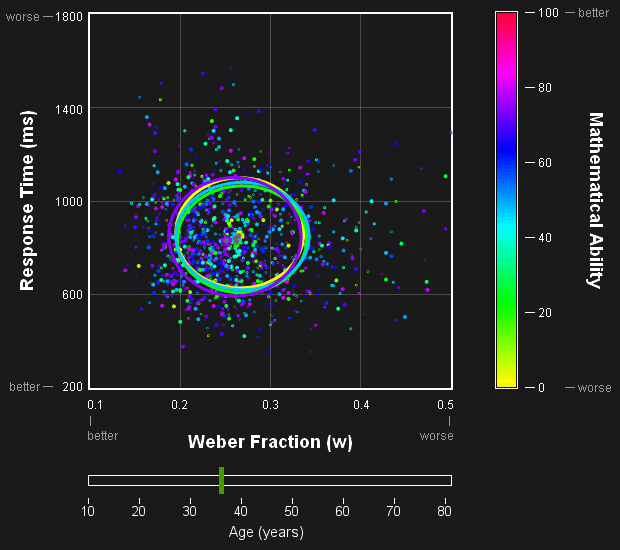 worse
1800
1400
1000
600
better
200
Response Time (ms)
0.1
0.2
0.3
0.4
0.5
better
worse
Weber Fraction (w)
10
20
30
40
50
60
70
80
Age (years)
100
better
80
60
40
20
0
worse
Mathematical Ability